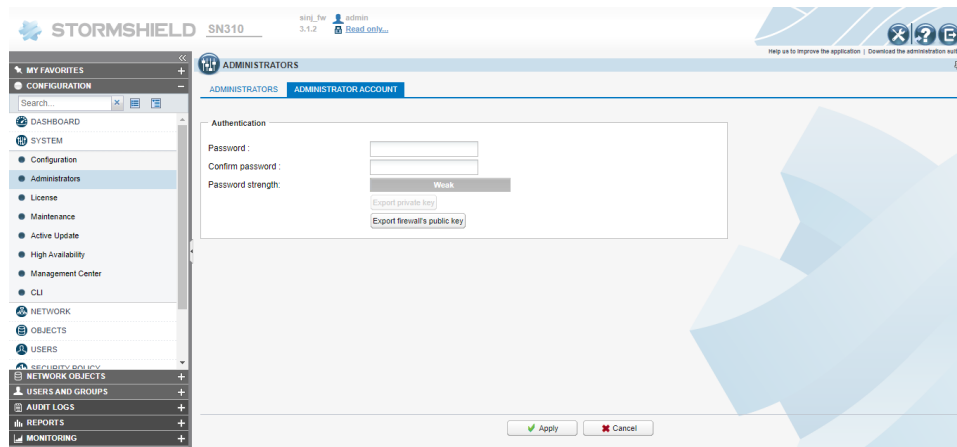 STORMSHIELD SN310
sinj_fw admin
3.1.2 Read only...
Help us to improve the application | Download the administration suit
MY FAVORITES
CONFIGURATION
Search...
DASHBOARD
SYSTEM
Configuration
Administrators
License
Maintenance
Active Update
High Availability
Management Center
CLI
NETWORK
OBJECTS
USERS
SECURITY POLICY
NETWORK OBJECTS
USERS AND GROUPS
AUDIT LOGS
REPORTS
MONITORING
ADMINISTRATORS
ADMINISTRATORS ADMINISTRATOR ACCOUNT
Authentication
Password :
Confirm password :
Password strength: Weak
Export private key
Export firewall's public key
Apply Cancel